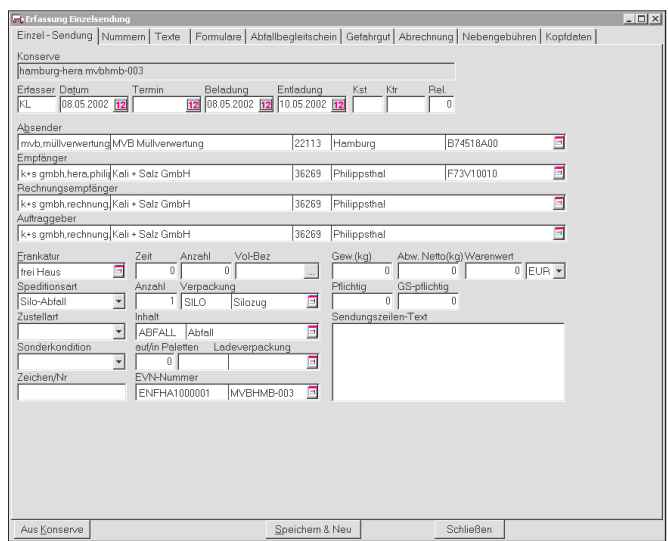 Erfassung Einzelsendung
Einzel-Sendung Nummern Texte Formulare Abfallbegleitschein Gefahrgut Abrechnung Nebengebühren Kopfdaten
Konserve
hamburg-hera mvbhmb-003
Erfasser Datum Termin Beladung Entladung Kst Ktr Rel.
KL 08.05.2002 12 12 08.05.2002 12 10.05.2002 12 0
Absender
mvb,müllverwertung MVB Müllverwertung 22113 Hamburg B74518A00
Empfänger
k+s gmbh,hera,philip Kali + Salz GmbH 36269 Philippsthal F73V10010
Rechnungsempfänger
k+s gmbh,rechnung, Kali + Salz GmbH 36269 Philippsthal
Auftraggeber
k+s gmbh,rechnung, Kali + Salz GmbH 36269 Philippsthal
Frankatur Zeit Anzahl Vol-Bez Gew.(kg) Abw. Netto(kg) Warenwert
frei Haus 0 0 ... 0 0 0 EUR
Speditionsart Anzahl Verpackung Pflichtig GS-pflichtig
Silo-Abfall 1 SILO Silozug 0 0
Zustellart Inhalt Sendungszeilen-Text
ABFALL Abfall
Sonderkondition auf/in Paletten Ladeverpackung
0
Zeichen/Nr EVN-Nummer
ENFHA1000001 MVBHMB-003
Aus Konserve Speichern & Neu Schließen